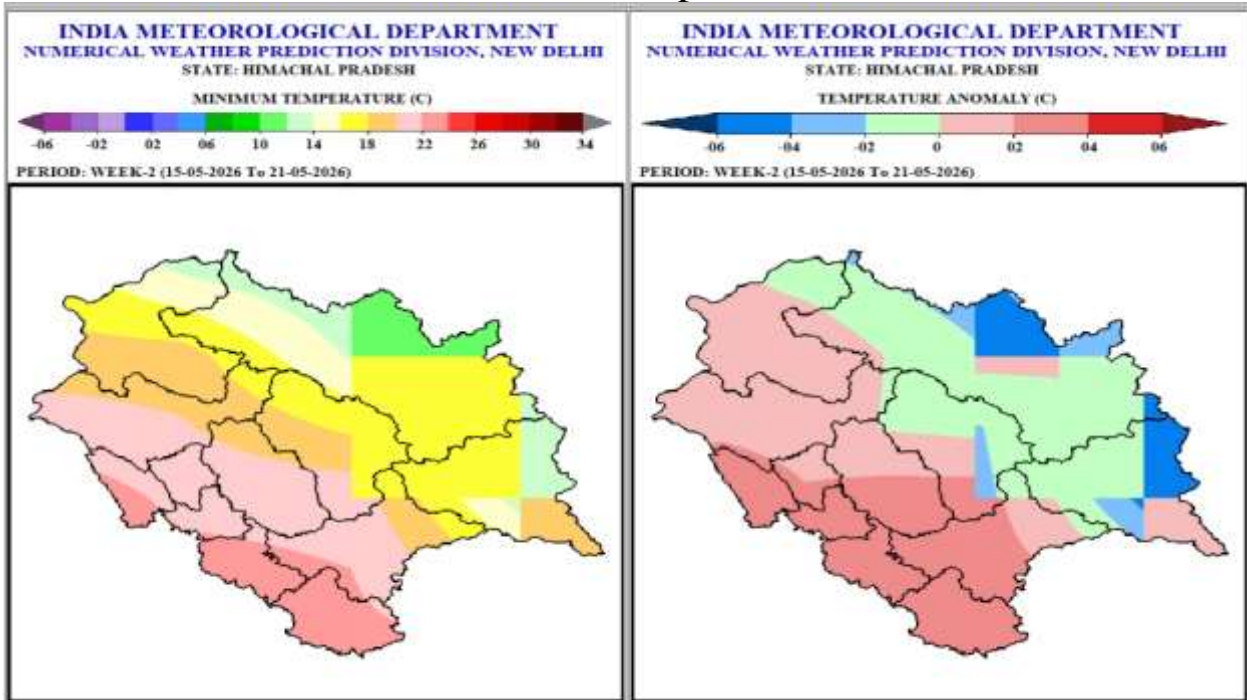 INDIA METEOROLOGICAL DEPARTMENT
NUMERICAL WEATHER PREDICTION DIVISION, NEW DELHI
STATE: HIMACHAL PRADESH
MINIMUM TEMPERATURE (C)
-06 -02 02 06 10 14 18 22 26 30 34
PERIOD: WEEK-2 (15-05-2026 To 21-05-2026)
INDIA METEOROLOGICAL DEPARTMENT
NUMERICAL WEATHER PREDICTION DIVISION, NEW DELHI
STATE: HIMACHAL PRADESH
TEMPERATURE ANOMALY (C)
-06 -04 -02 0 02 04 06
PERIOD: WEEK-2 (15-05-2026 To 21-05-2026)